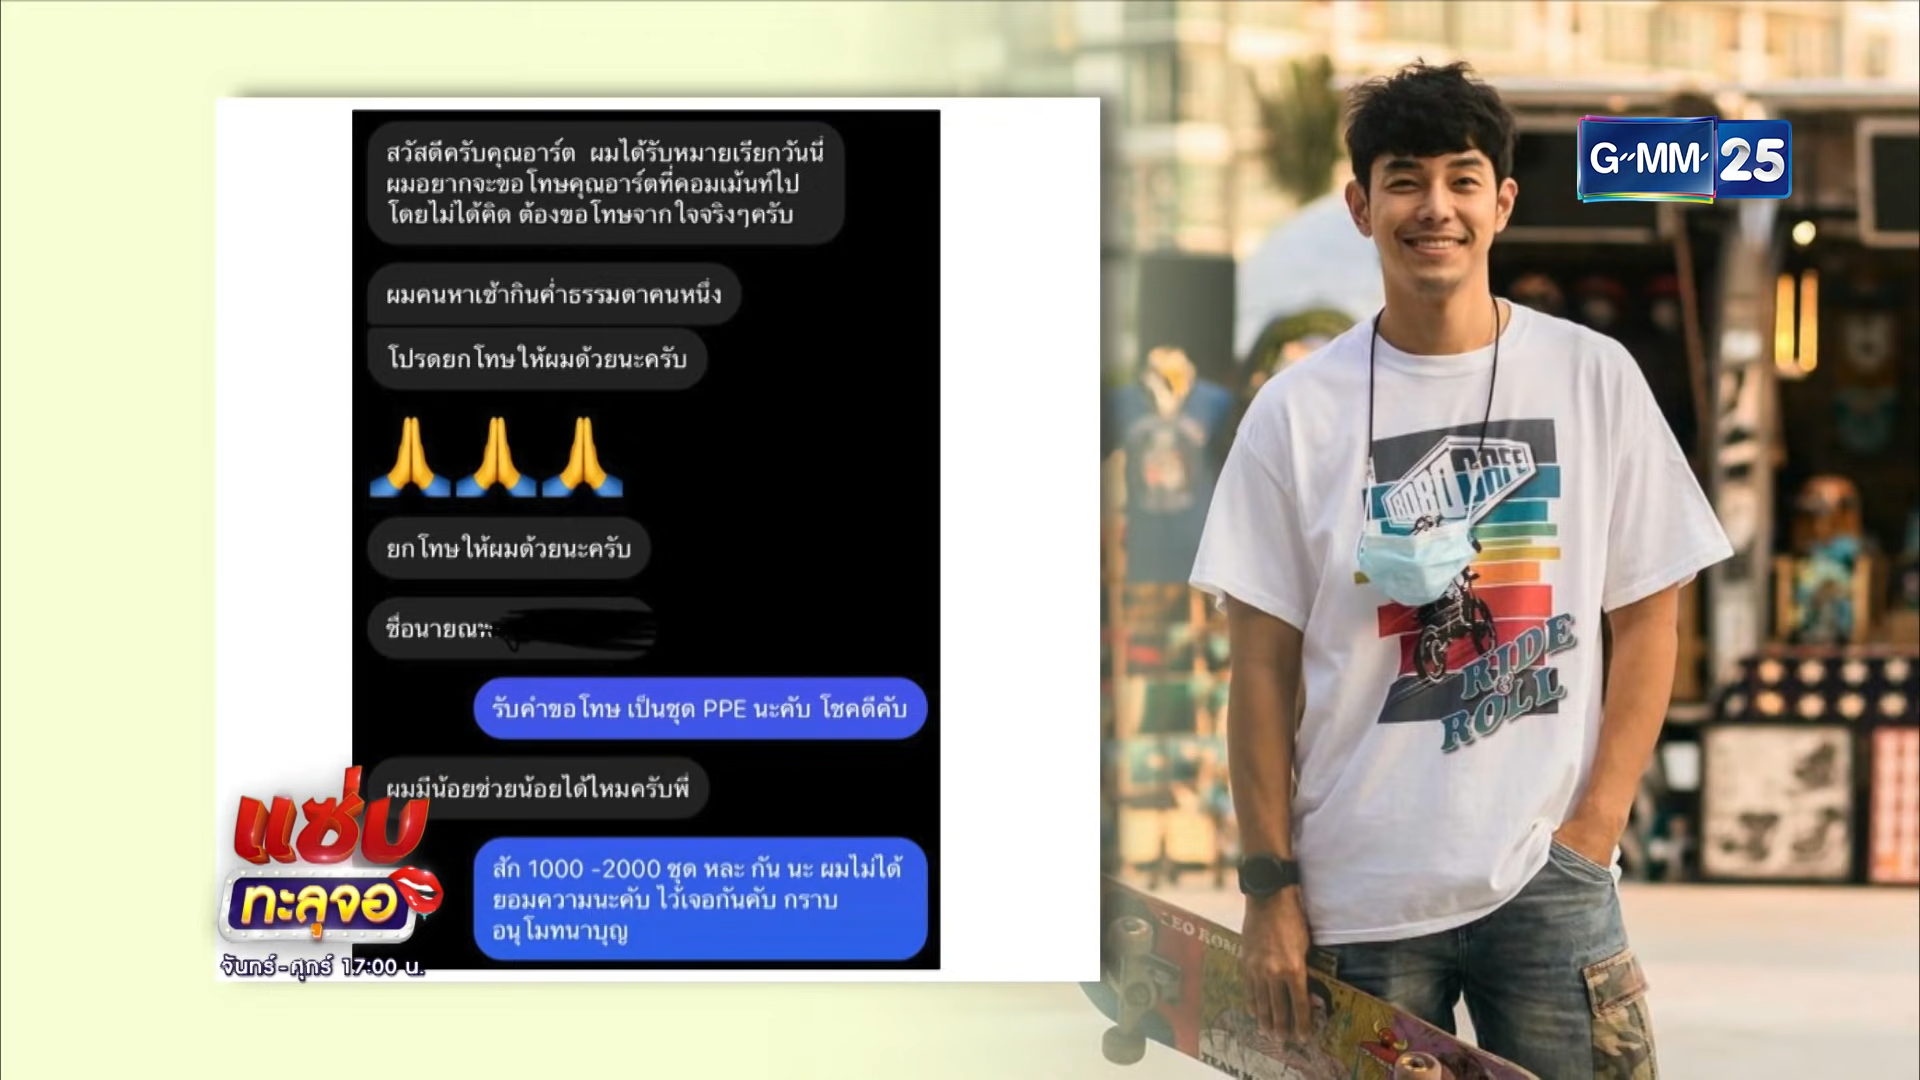 สวัสดีครับคุณอาร์ต ผมได้รับหมายเรียกวันนี้
ผมอยากจะขอโทษคุณอาร์ตที่คอมเม้นท์ไป
โดยไม่ได้คิด ต้องขอโทษจากใจจริงๆครับ
ผมคนหาเช้ากินค่ำธรรมดาคนหนึ่ง
โปรดยกโทษให้ผมด้วยนะครับ
ยกโทษให้ผมด้วยนะครับ
ชื่อนายณ
รับคำขอโทษ เป็นชุด PPE นะคับ โชคดีคับ
ผมมีน้อยช่วยน้อยได้ไหมครับพี่
สัก 1000 -2000 ชุด หละ กัน นะ ผมไม่ได้
ยอมความนะคับ ไว้เจอกันคับ กราบ
อนุโมทนาบุญ
แซ่บ
ทะลุจอ
จันทร์-ศุกร์ 17:00 น.
GMM 25
BORO CAFE
RIDE
&
ROLL